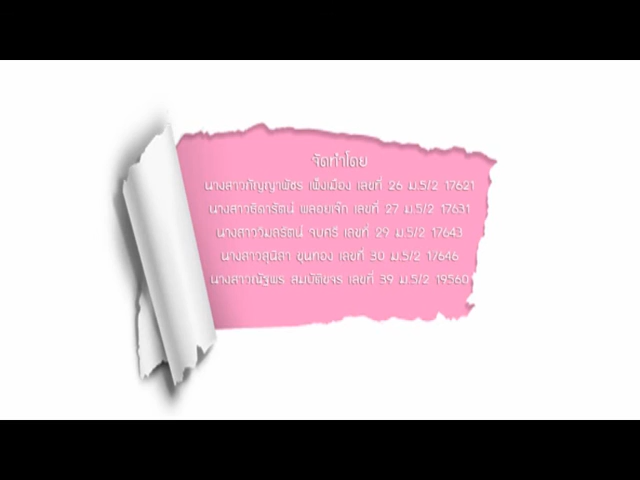 จัดทำโดย
นางสาวกัญญาพัชร เพ็งเมือง เลขที่ 26 ม.5/2 17621
นางสาวธิดารัตน์ พลอยเจ๊ก เลขที่ 27 ม.5/2 17631
นางสาววิมลรัตน์ จบศรี เลขที่ 29 ม.5/2 17643
นางสาวสุนิสา ขุนทอง เลขที่ 30 ม.5/2 17646
นางสาวณัฐพร สมบัติขจร เลขที่ 39 ม.5/2 19560